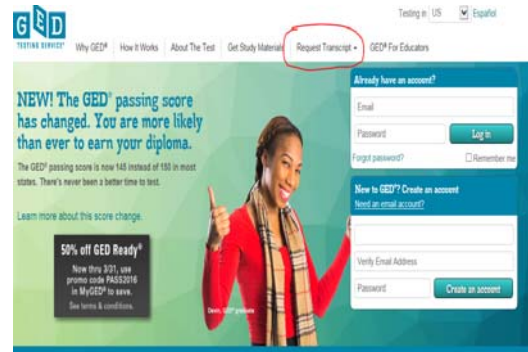 Testing in US Español
GED®
TESTING SERVICE®
Why GED® How It Works About The Test Get Study Materials Request Transcript GED® For Educators
NEW! The GED® passing score
has changed. You are more likely
than ever to earn your diploma.
The GED® passing score is now 145 instead of 150 in most
states. There's never been a better time to test.
Learn more about this score change.
50% off GED Ready®
Now thru 3/31, use
promo code PASS2016
in MyGED® to save.
See terms & conditions.
Devin, GED® graduate
Already have an account?
Email
Password Log in
Forgot password? Remember me
New to GED®? Create an account
Need an email account?
Verify Email Address
Password Create an account